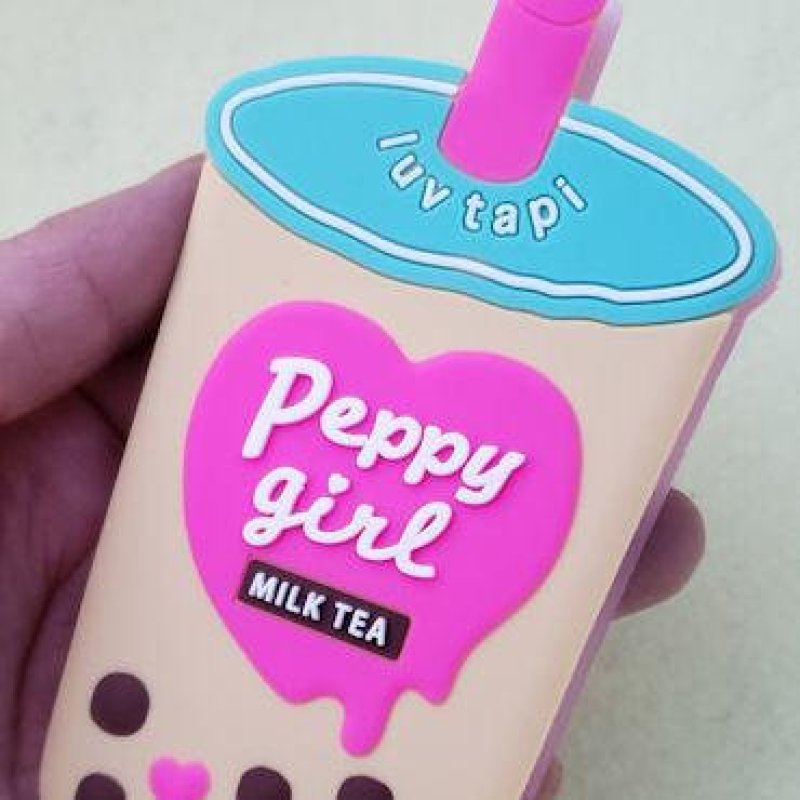 luv tapi
Peppy
girl
MILK TEA